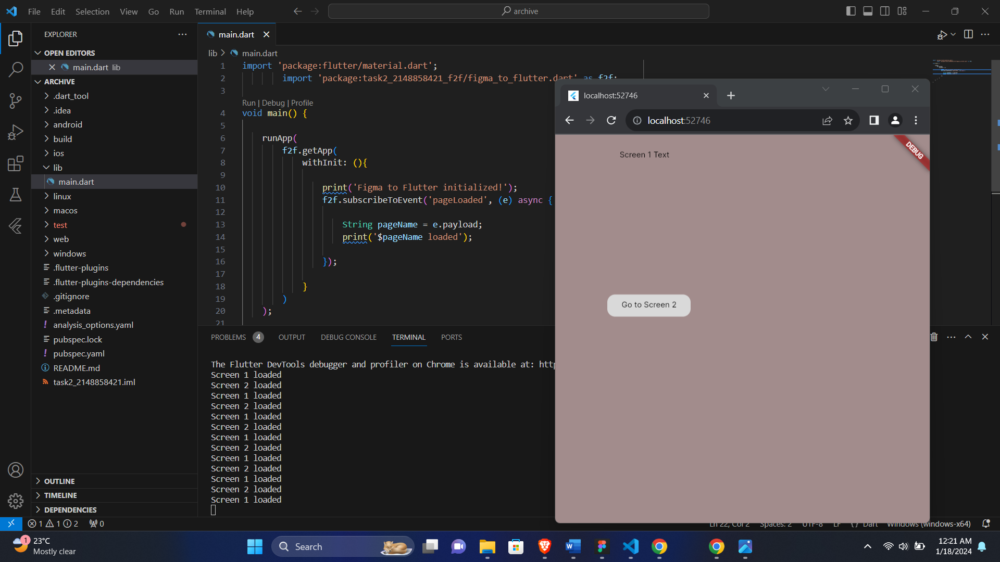 File Edit Selection View Go Run Terminal Help
archive
EXPLORER
OPEN EDITORS
main.dart lib
ARCHIVE
.dart_tool
.idea
android
build
ios
lib
main.dart
linux
macos
test
web
windows
.flutter-plugins
.flutter-plugins-dependencies
.gitignore
.metadata
analysis_options.yaml
pubspec.lock
pubspec.yaml
README.md
task2_2148858421.iml
OUTLINE
TIMELINE
DEPENDENCIES
main.dart
lib > main.dart
1 import 'package:flutter/material.dart';
2 import 'package:task2_2148858421_f2f/figma_to_flutter.dart' as f2f;
3
Run | Debug | Profile
4 void main() {
5
6 runApp(
7 f2f.getApp(
8 withInit: (){
9
10 print('Figma to Flutter initialized!');
11 f2f.subscribeToEvent('pageLoaded', (e) async {
12
13 String pageName = e.payload;
14 print('$pageName loaded');
15
16 });
17
18 }
19 )
20 );
21
PROBLEMS 4 OUTPUT DEBUG CONSOLE TERMINAL PORTS
The Flutter DevTools debugger and profiler on Chrome is available at: http
Screen 1 loaded
Screen 2 loaded
Screen 1 loaded
Screen 2 loaded
Screen 1 loaded
Screen 2 loaded
Screen 1 loaded
Screen 2 loaded
Screen 1 loaded
Screen 2 loaded
Screen 1 loaded
Screen 2 loaded
Screen 1 loaded
localhost:52746
localhost:52746
DEBUG
Screen 1 Text
Go to Screen 2
1 1 2 0
Ln 22, Col 2 Spaces: 2 UTF-8 LF {} Dart Windows (windows-x64)
1
23°C
Mostly clear
Search
12:21 AM
1/18/2024